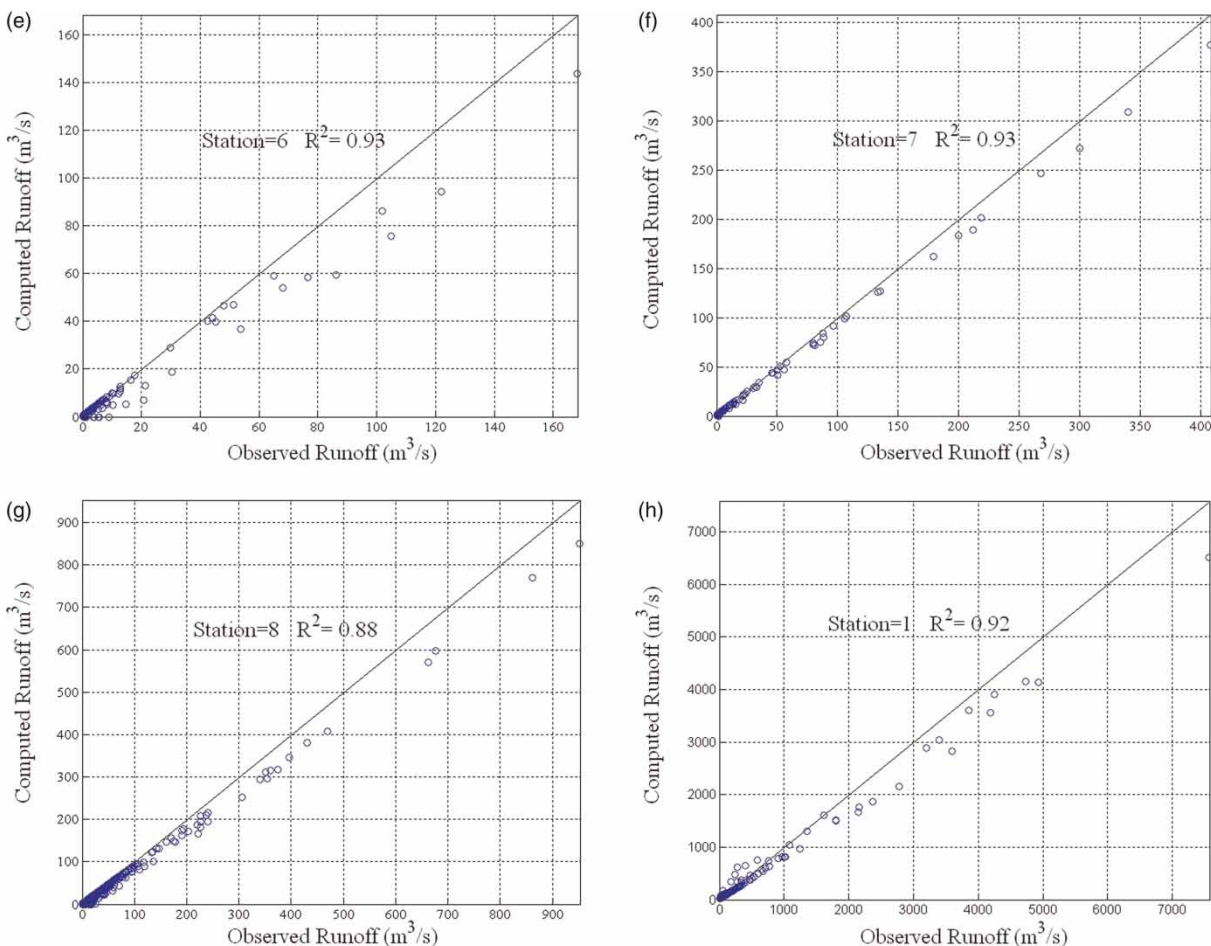 (e)
160
140
120
100
80
60
40
20
0
Computed Runoff (m³/s)
Station=6 R²= 0.93
0 20 40 60 80 100 120 140 160
Observed Runoff (m³/s)
(f)
400
350
300
250
200
150
100
50
0
Computed Runoff (m³/s)
Station=7 R²= 0.93
0 50 100 150 200 250 300 350 400
Observed Runoff (m³/s)
(g)
900
800
700
600
500
400
300
200
100
0
Computed Runoff (m³/s)
Station=8 R²= 0.88
0 100 200 300 400 500 600 700 800 900
Observed Runoff (m³/s)
(h)
7000
6000
5000
4000
3000
2000
1000
0
Computed Runoff (m³/s)
Station=1 R²= 0.92
0 1000 2000 3000 4000 5000 6000 7000
Observed Runoff (m³/s)